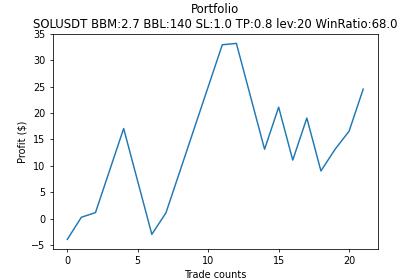 Portfolio
SOLUSDT BBM:2.7 BBL:140 SL:1.0 TP:0.8 lev:20 WinRatio:68.0
35
30
25
20
15
10
5
0
−5
Profit ($)
0 5 10 15 20
Trade counts